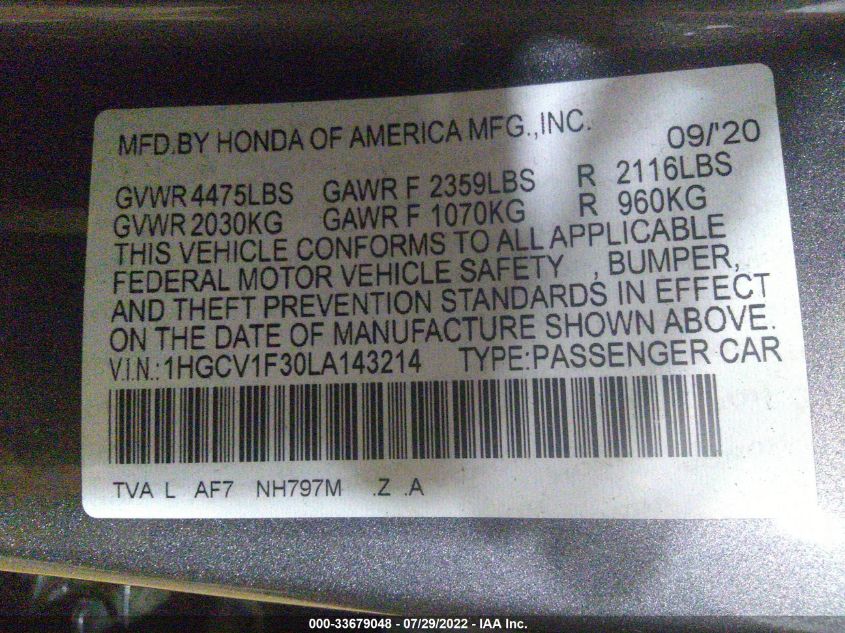 MFD.BY HONDA OF AMERICA MFG.,INC. 09/'20
GVWR 4475LBS GAWR F 2359LBS R 2116LBS
GVWR 2030KG GAWR F 1070KG R 960KG
THIS VEHICLE CONFORMS TO ALL APPLICABLE
FEDERAL MOTOR VEHICLE SAFETY , BUMPER,
AND THEFT PREVENTION STANDARDS IN EFFECT
ON THE DATE OF MANUFACTURE SHOWN ABOVE.
V.I.N.:1HGCV1F30LA143214 TYPE:PASSENGER CAR
TVA L AF7 NH797M .Z .A
000-33679048 - 07/29/2022 - IAA Inc.